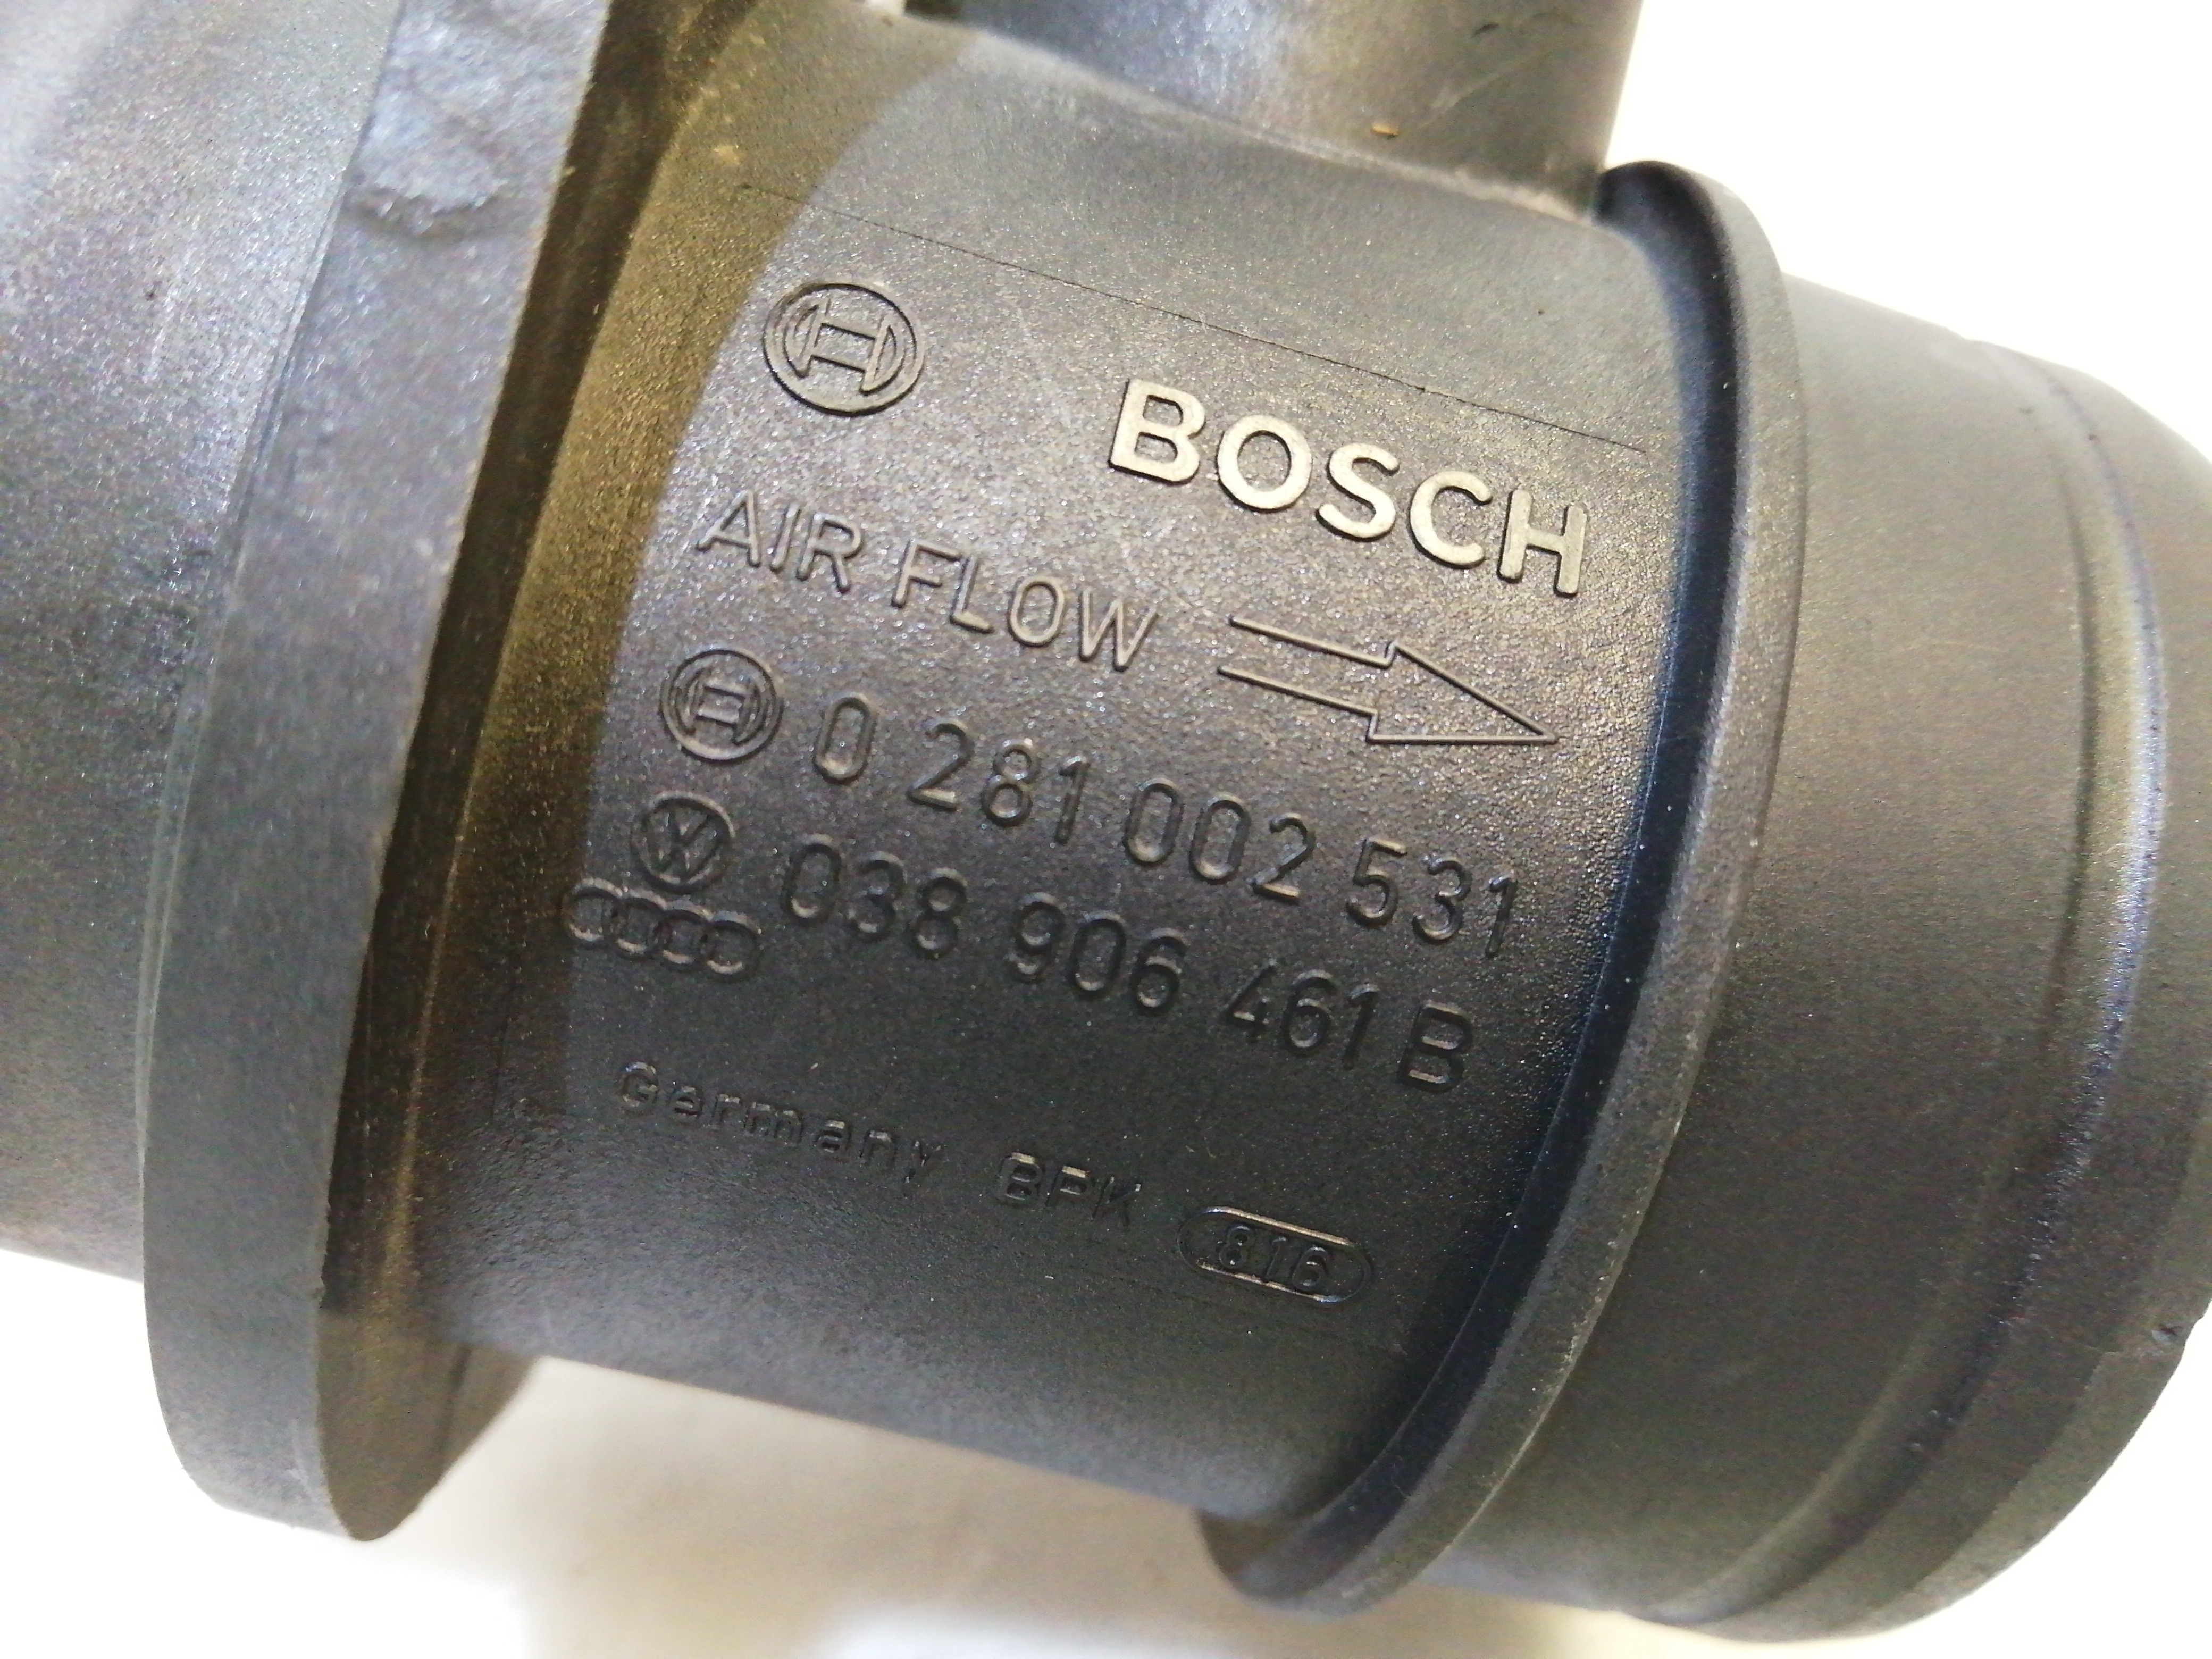 BOSCH
AIR FLOW
0 281 002 531
038 906 461 B
Germany BPK 816